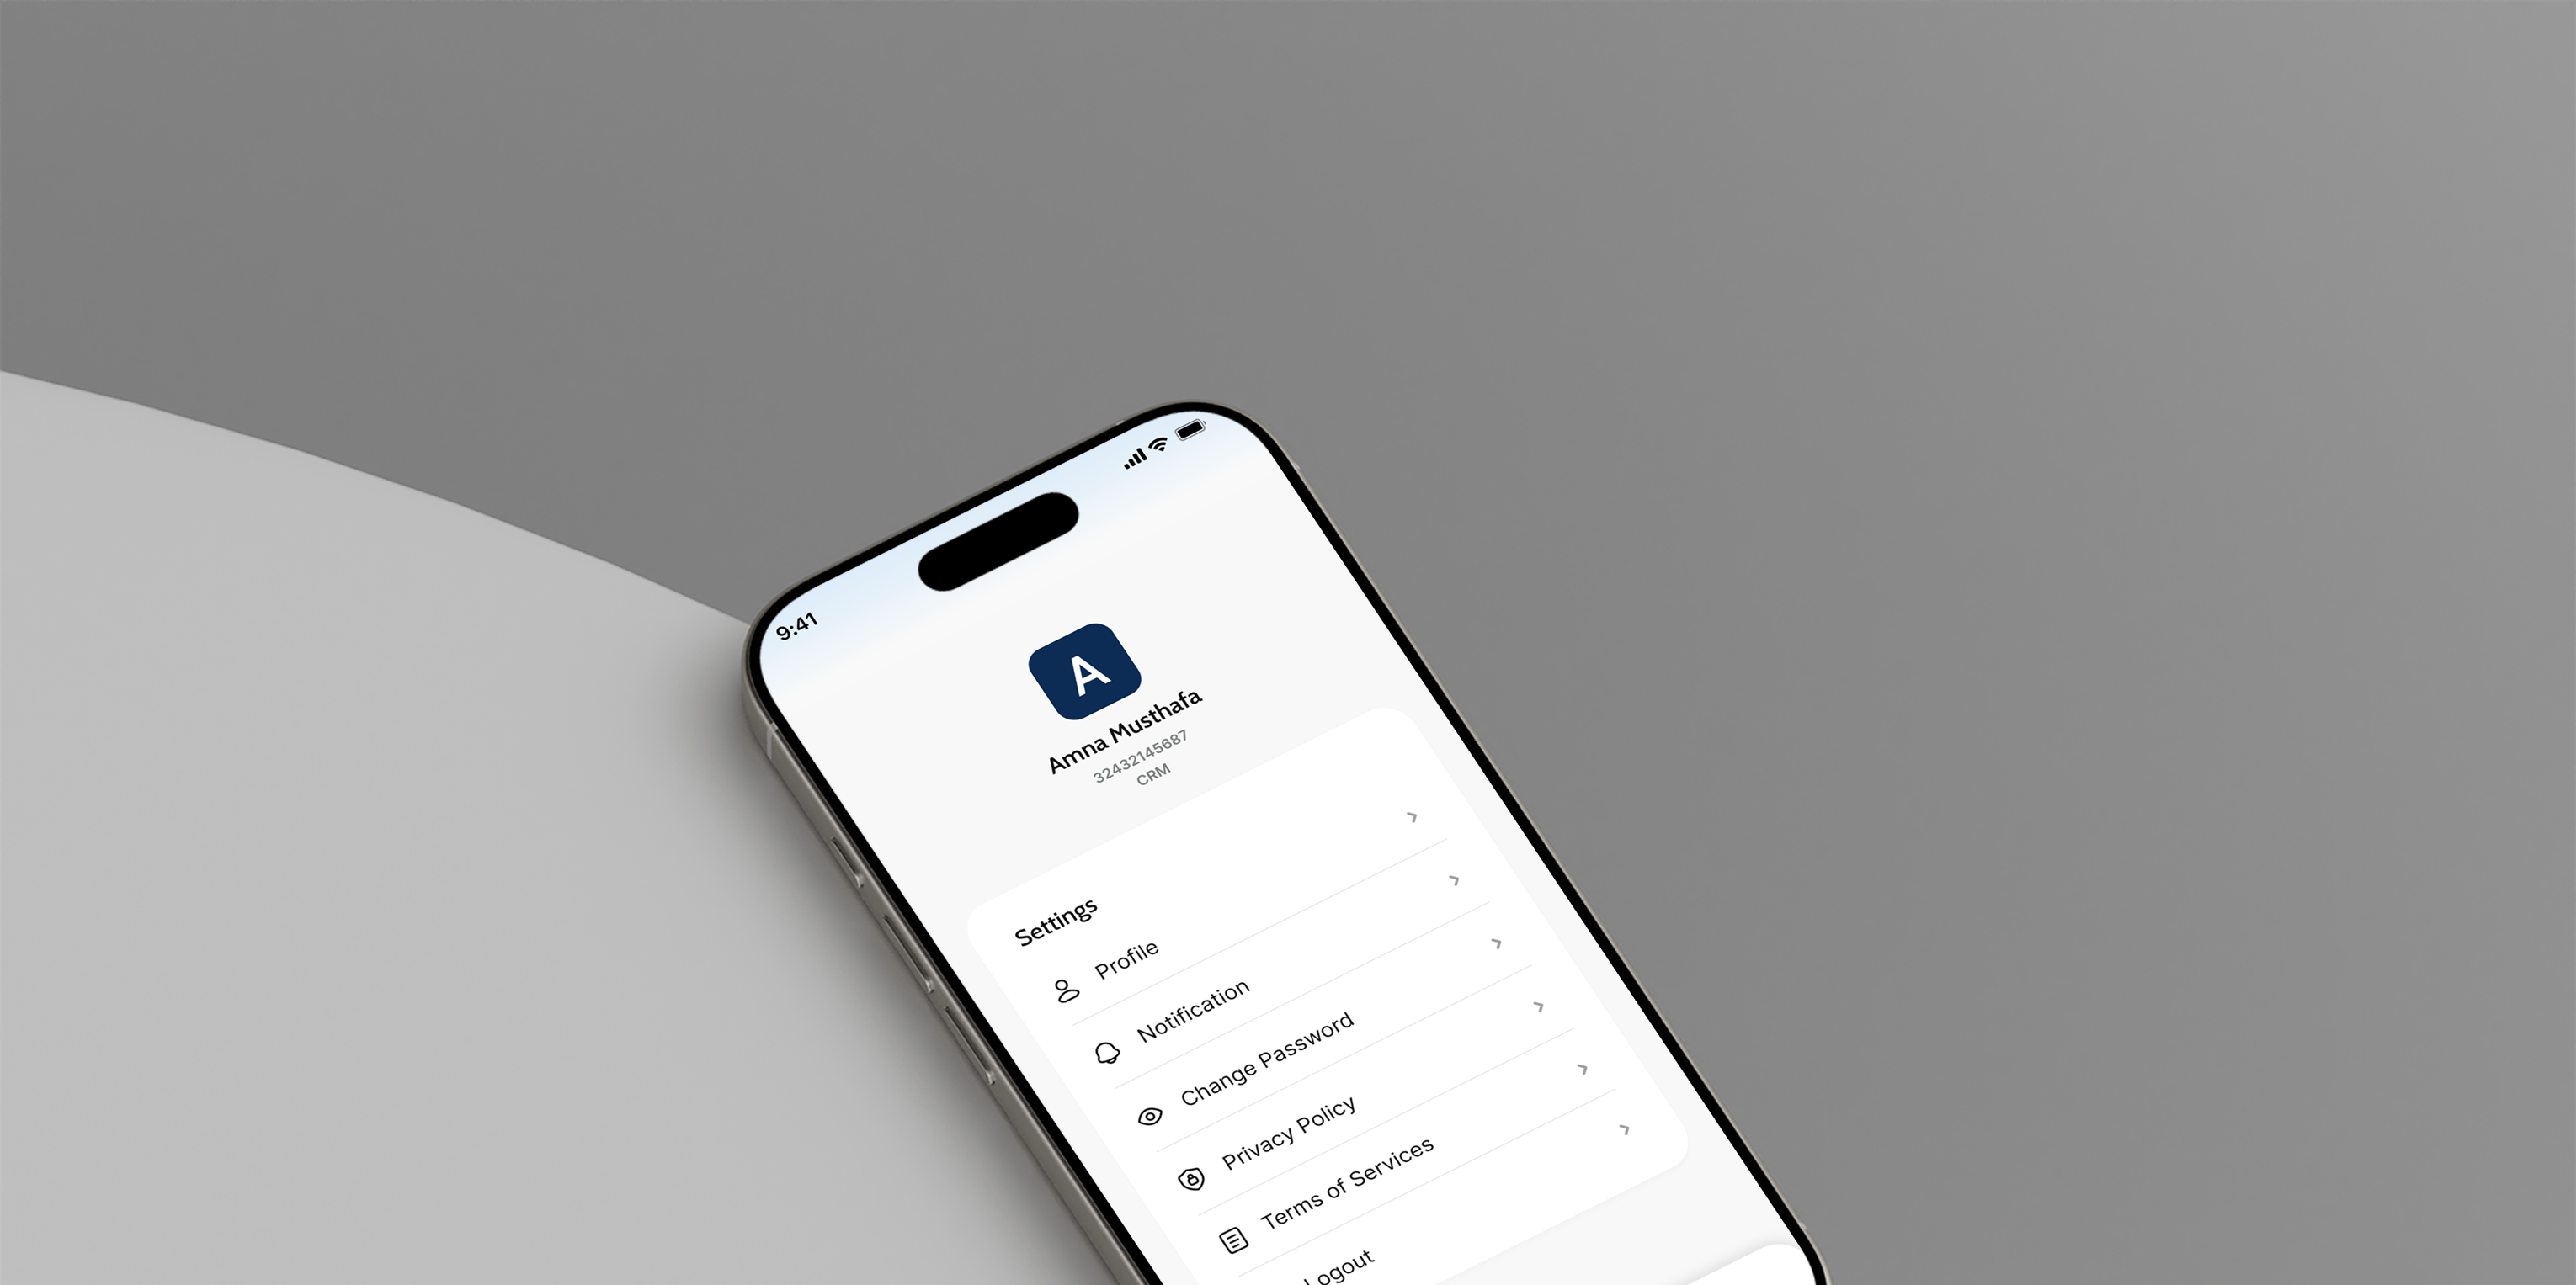 9:41
A
Amna Musthafa
32432145687
CRM
Settings
Profile
Notification
Change Password
Privacy Policy
Terms of Services
Logout